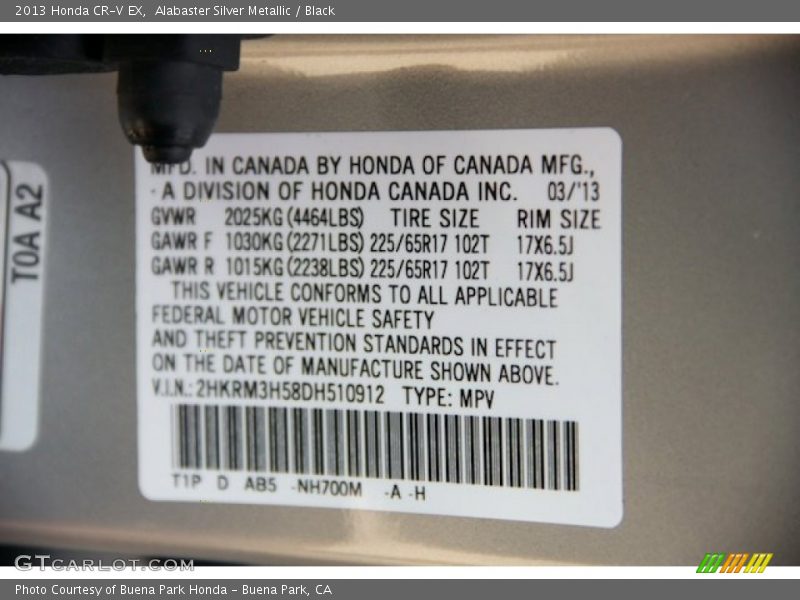 2013 Honda CR-V EX, Alabaster Silver Metallic / Black
MFD. IN CANADA BY HONDA OF CANADA MFG.,
A DIVISION OF HONDA CANADA INC. 03/'13
GVWR 2025KG (4464LBS) TIRE SIZE RIM SIZE
GAWR F 1030KG (2271LBS) 225/65R17 102T 17X6.5J
GAWR R 1015KG (2238LBS) 225/65R17 102T 17X6.5J
THIS VEHICLE CONFORMS TO ALL APPLICABLE
FEDERAL MOTOR VEHICLE SAFETY
AND THEFT PREVENTION STANDARDS IN EFFECT
ON THE DATE OF MANUFACTURE SHOWN ABOVE.
V.I.N.: 2HKRM3H58DH510912 TYPE: MPV
T1P D AB5 -NH700M -A -H
T0A A2
GTCARLOT.COM
Photo Courtesy of Buena Park Honda - Buena Park, CA